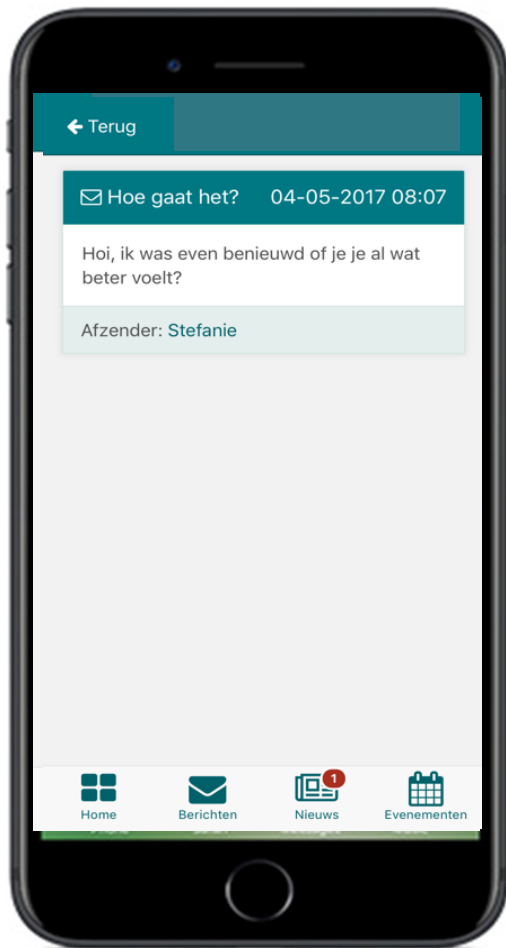 Terug
Hoe gaat het? 04-05-2017 08:07
Hoi, ik was even benieuwd of je je al wat
beter voelt?
Afzender: Stefanie
1
Home Berichten Nieuws Evenementen